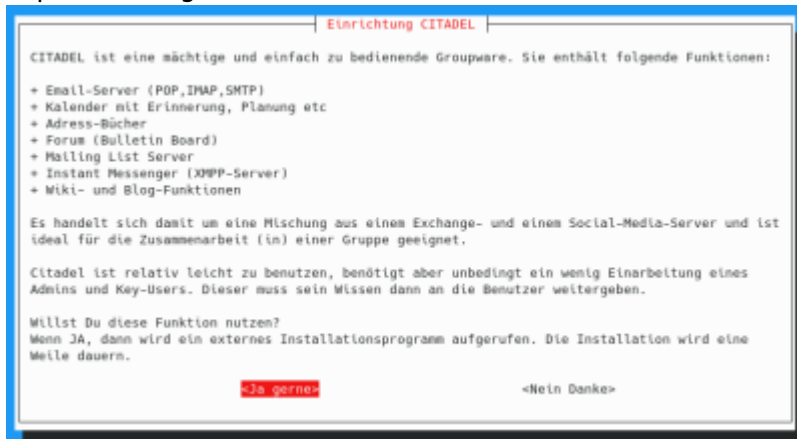 Einrichtung CITADEL
CITADEL ist eine mächtige und einfach zu bedienende Groupware. Sie enthält folgende Funktionen:
+ Email-Server (POP,IMAP,SMTP)
+ Kalender mit Erinnerung, Planung etc
+ Adress-Bücher
+ Forum (Bulletin Board)
+ Mailing List Server
+ Instant Messenger (XMPP-Server)
+ Wiki- und Blog-Funktionen
Es handelt sich damit um eine Mischung aus einem Exchange- und einem Social-Media-Server und ist
ideal für die Zusammenarbeit (in) einer Gruppe geeignet.
Citadel ist relativ leicht zu benutzen, benötigt aber unbedingt ein wenig Einarbeitung eines
Admins und Key-Users. Dieser muss sein Wissen dann an die Benutzer weitergeben.
Willst Du diese Funktion nutzen?
Wenn JA, dann wird ein externes Installationsprogramm aufgerufen. Die Installation wird eine
Weile dauern.
<Ja gerne> <Nein Danke>